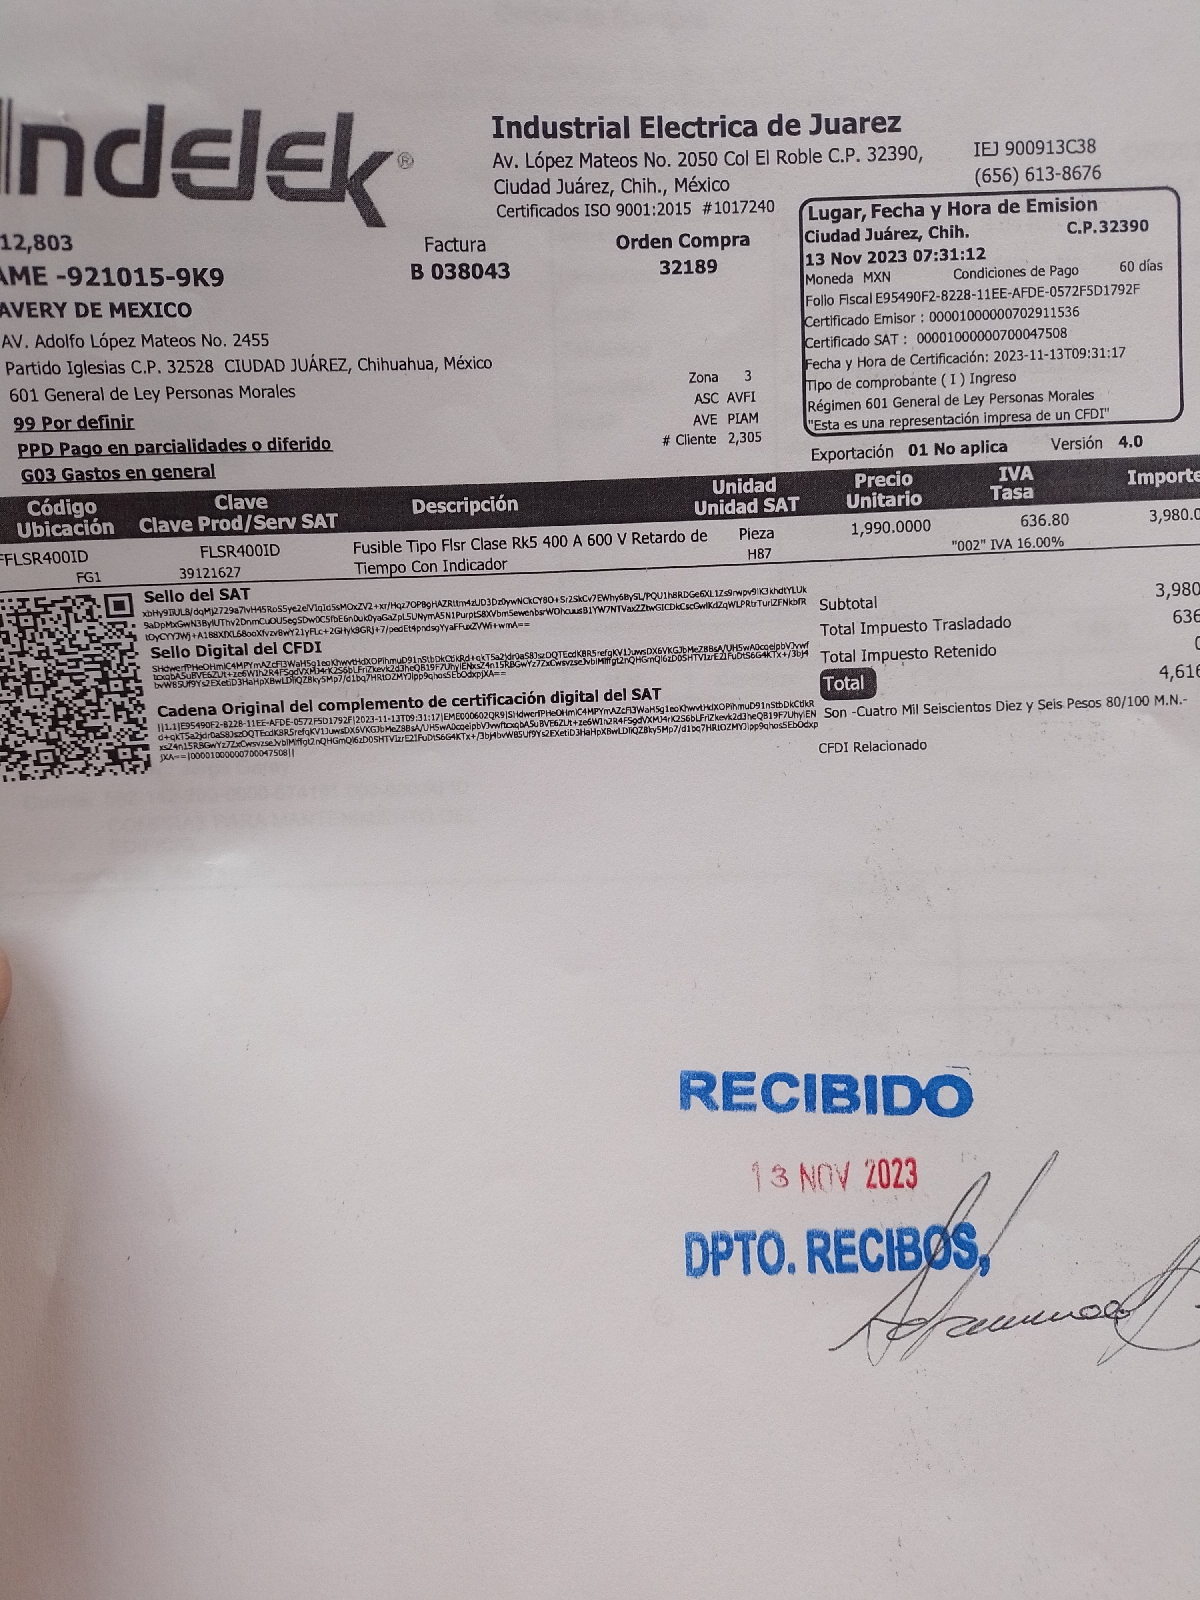 Indelek®
Industrial Electrica de Juarez
Av. López Mateos No. 2050 Col El Roble C.P. 32390,
Ciudad Juárez, Chih., México
Certificados ISO 9001:2015 #1017240
IEJ 900913C38
(656) 613-8676
12,803
AME -921015-9K9
AVERY DE MEXICO
AV. Adolfo López Mateos No. 2455
Partido Iglesias C.P. 32528 CIUDAD JUÁREZ, Chihuahua, México
601 General de Ley Personas Morales
99 Por definir
PPD Pago en parcialidades o diferido
G03 Gastos en general
Factura
B 038043
Orden Compra
32189
Zona 3
ASC AVFI
AVE PIAM
# Cliente 2,305
Lugar, Fecha y Hora de Emision
Ciudad Juárez, Chih. C.P.32390
13 Nov 2023 07:31:12
Moneda MXN Condiciones de Pago 60 días
Folio Fiscal E95490F2-8228-11EE-AFDE-0572F5D1792F
Certificado Emisor : 00001000000702911536
Certificado SAT : 00001000000700047508
Fecha y Hora de Certificación: 2023-11-13T09:31:17
Tipo de comprobante ( I ) Ingreso
Régimen 601 General de Ley Personas Morales
"Esta es una representación impresa de un CFDI"
Exportación 01 No aplica Versión 4.0
Código Ubicación Clave Clave Prod/Serv SAT Descripción Unidad Unidad SAT Precio Unitario IVA Tasa Importe
FLSR400ID FLSR400ID Fusible Tipo Flsr Clase Rk5 400 A 600 V Retardo de Pieza 1,990.0000 636.80 3,980.0
FG1 39121627 Tiempo Con Indicador H87 "002" IVA 16.00%
Sello del SAT
Sello Digital del CFDI
Cadena Original del complemento de certificación digital del SAT
Subtotal 3,980
Total Impuesto Trasladado 636
Total Impuesto Retenido 0
Total 4,616
Son -Cuatro Mil Seiscientos Diez y Seis Pesos 80/100 M.N.-
CFDI Relacionado
RECIBIDO
13 NOV 2023
DPTO. RECIBOS,